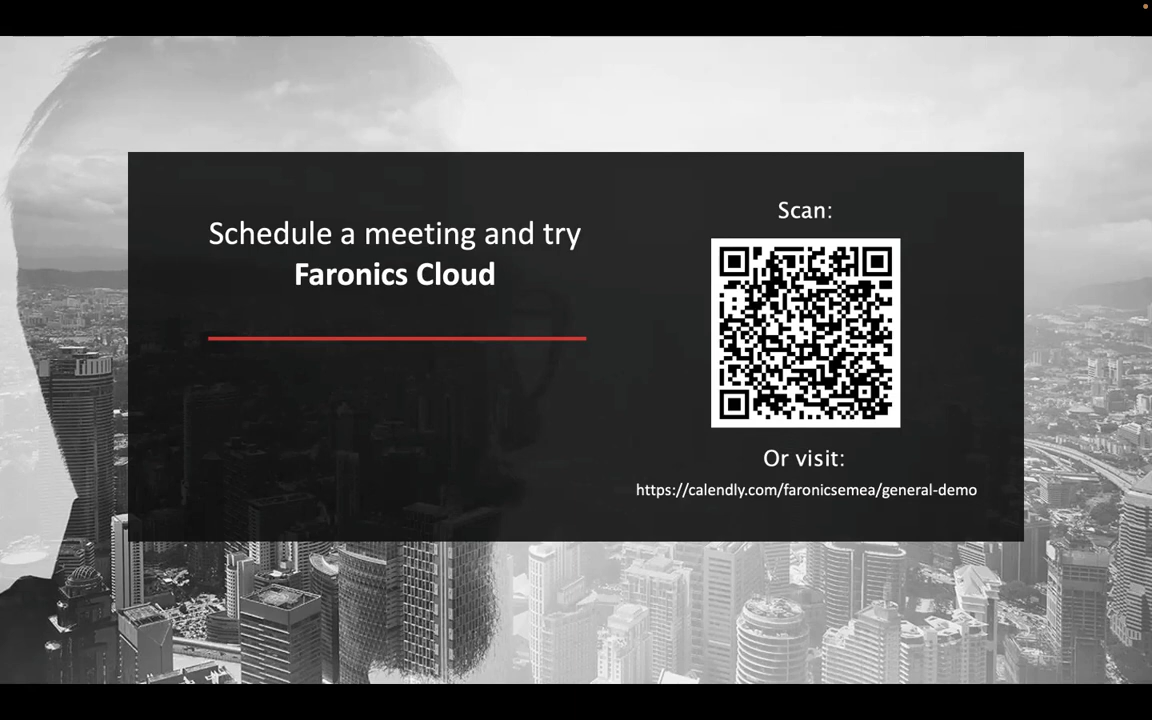 Schedule a meeting and try
Faronics Cloud
Scan:
Or visit:
https://calendly.com/faronicsemea/general-demo